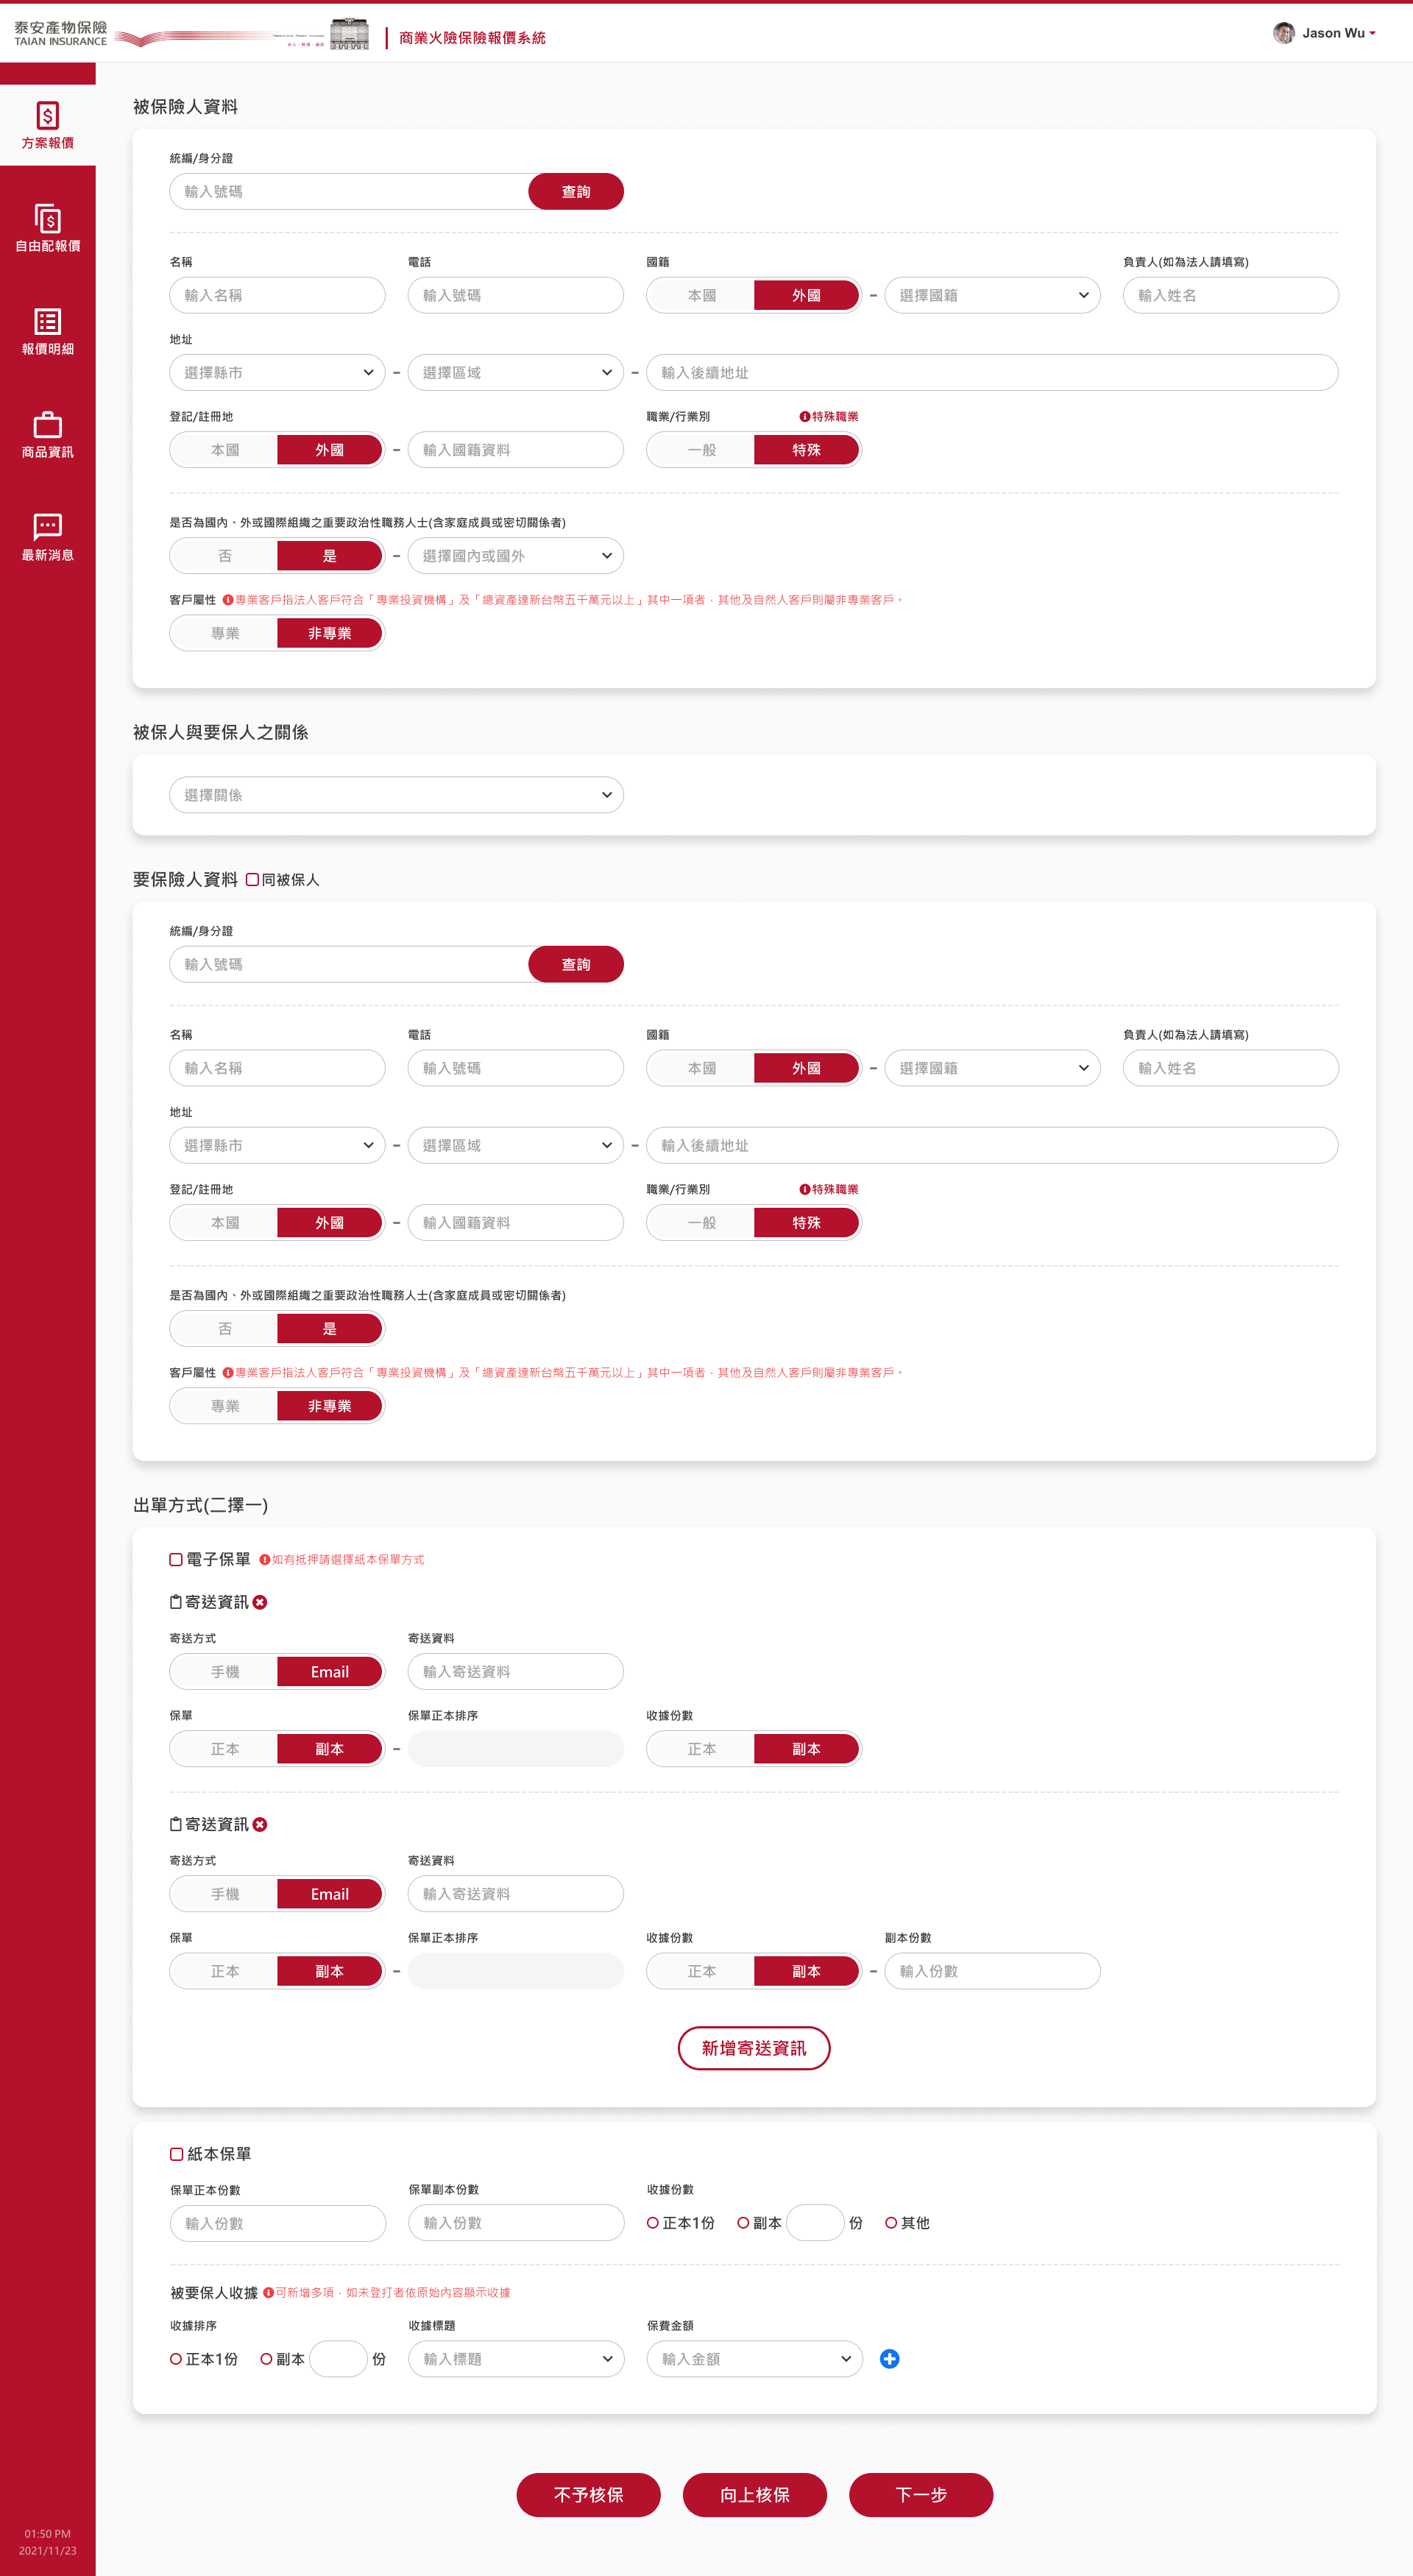 泰安產物保險
TAIAN INSURANCE
商業火險保險報價系統
Jason Wu
方案報價
自由配報價
報價明細
商品資訊
最新消息
被保險人資料
統編/身分證
輸入號碼 查詢
名稱 電話 國籍 負責人(如為法人請填寫)
輸入名稱 輸入號碼 本國 外國 - 選擇國籍 輸入姓名
地址
選擇縣市 - 選擇區域 - 輸入後續地址
登記/註冊地 職業/行業別 特殊職業
本國 外國 - 輸入國籍資料 一般 特殊
是否為國內、外或國際組織之重要政治性職務人士(含家庭成員或密切關係者)
否 是 - 選擇國內或國外
客戶屬性 專業客戶指法人客戶符合「專業投資機構」及「總資產達新台幣五千萬元以上」其中一項者，其他及自然人客戶則屬非專業客戶。
專業 非專業
被保人與要保人之關係
選擇關係
要保險人資料 同被保人
統編/身分證
輸入號碼 查詢
名稱 電話 國籍 負責人(如為法人請填寫)
輸入名稱 輸入號碼 本國 外國 - 選擇國籍 輸入姓名
地址
選擇縣市 - 選擇區域 - 輸入後續地址
登記/註冊地 職業/行業別 特殊職業
本國 外國 - 輸入國籍資料 一般 特殊
是否為國內、外或國際組織之重要政治性職務人士(含家庭成員或密切關係者)
否 是
客戶屬性 專業客戶指法人客戶符合「專業投資機構」及「總資產達新台幣五千萬元以上」其中一項者，其他及自然人客戶則屬非專業客戶。
專業 非專業
出單方式(二擇一)
電子保單 如有抵押請選擇紙本保單方式
寄送資訊
寄送方式 寄送資料
手機 Email 輸入寄送資料
保單 保單正本排序 收據份數
正本 副本 - 正本 副本
寄送資訊
寄送方式 寄送資料
手機 Email 輸入寄送資料
保單 保單正本排序 收據份數 副本份數
正本 副本 - 正本 副本 - 輸入份數
新增寄送資訊
紙本保單
保單正本份數 保單副本份數 收據份數
輸入份數 輸入份數 正本1份 副本 份 其他
被要保人收據 可新增多項，如未登打者依原始內容顯示收據
收據排序 收據標題 保費金額
正本1份 副本 份 輸入標題 輸入金額
不予核保 向上核保 下一步
01:50 PM
2021/11/23